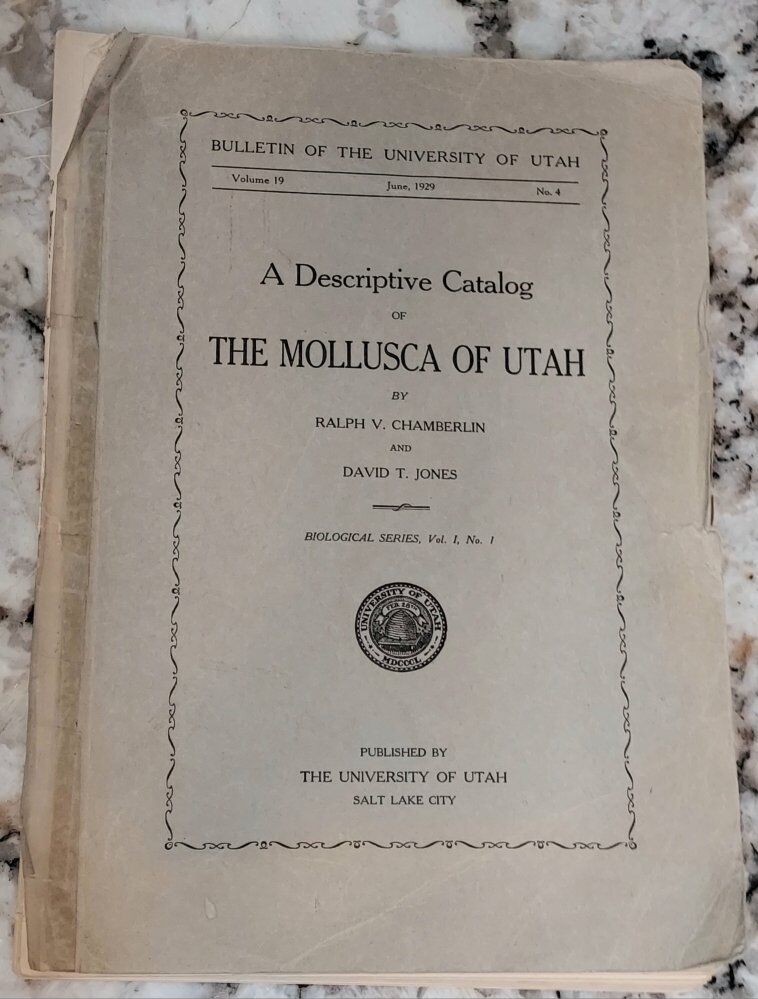 BULLETIN OF THE UNIVERSITY OF UTAH
Volume 19 June, 1929 No. 4
A Descriptive Catalog
OF
THE MOLLUSCA OF UTAH
BY
RALPH V. CHAMBERLIN
AND
DAVID T. JONES
BIOLOGICAL SERIES, Vol. I, No. 1
UNIVERSITY OF UTAH
FEB. 28TH
MDCCCL
PUBLISHED BY
THE UNIVERSITY OF UTAH
SALT LAKE CITY